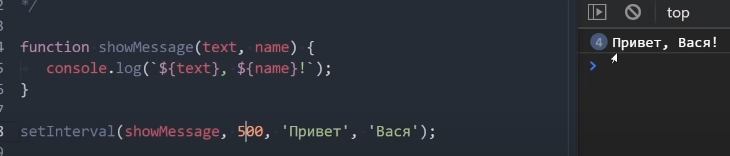 */
function showMessage(text, name) {
console.log(`${text}, ${name}!`);
}
setInterval(showMessage, 500, 'Привет', 'Вася');
top
4 Привет, Вася!